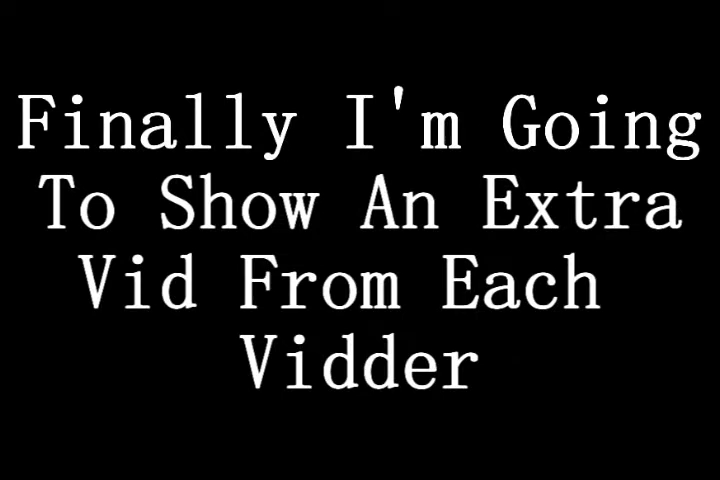 Finally I'm Going
To Show An Extra
Vid From Each
Vidder